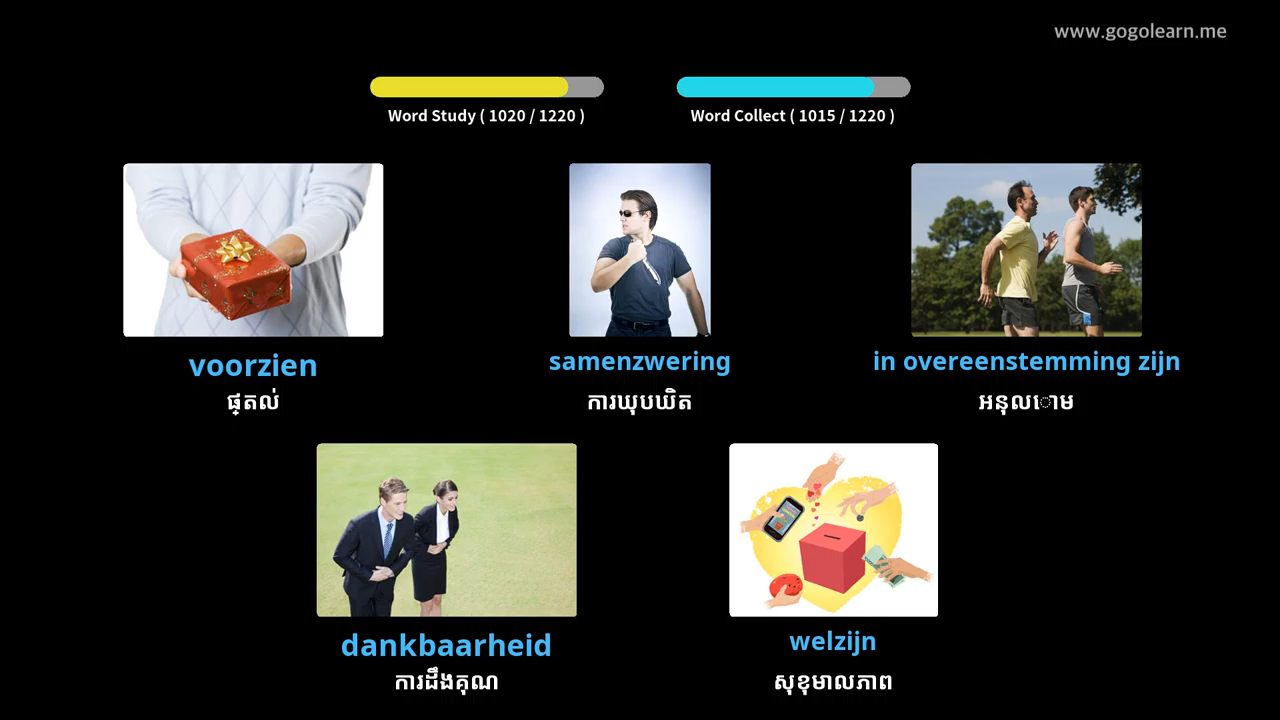 www.gogolearn.me
Word Study ( 1020 / 1220 )
Word Collect ( 1015 / 1220 )
voorzien
ផ្តល់
samenzwering
ការឃុបឃិត
in overeenstemming zijn
អនុលោម
dankbaarheid
ការដឹងគុណ
welzijn
សុខុមាលភាព